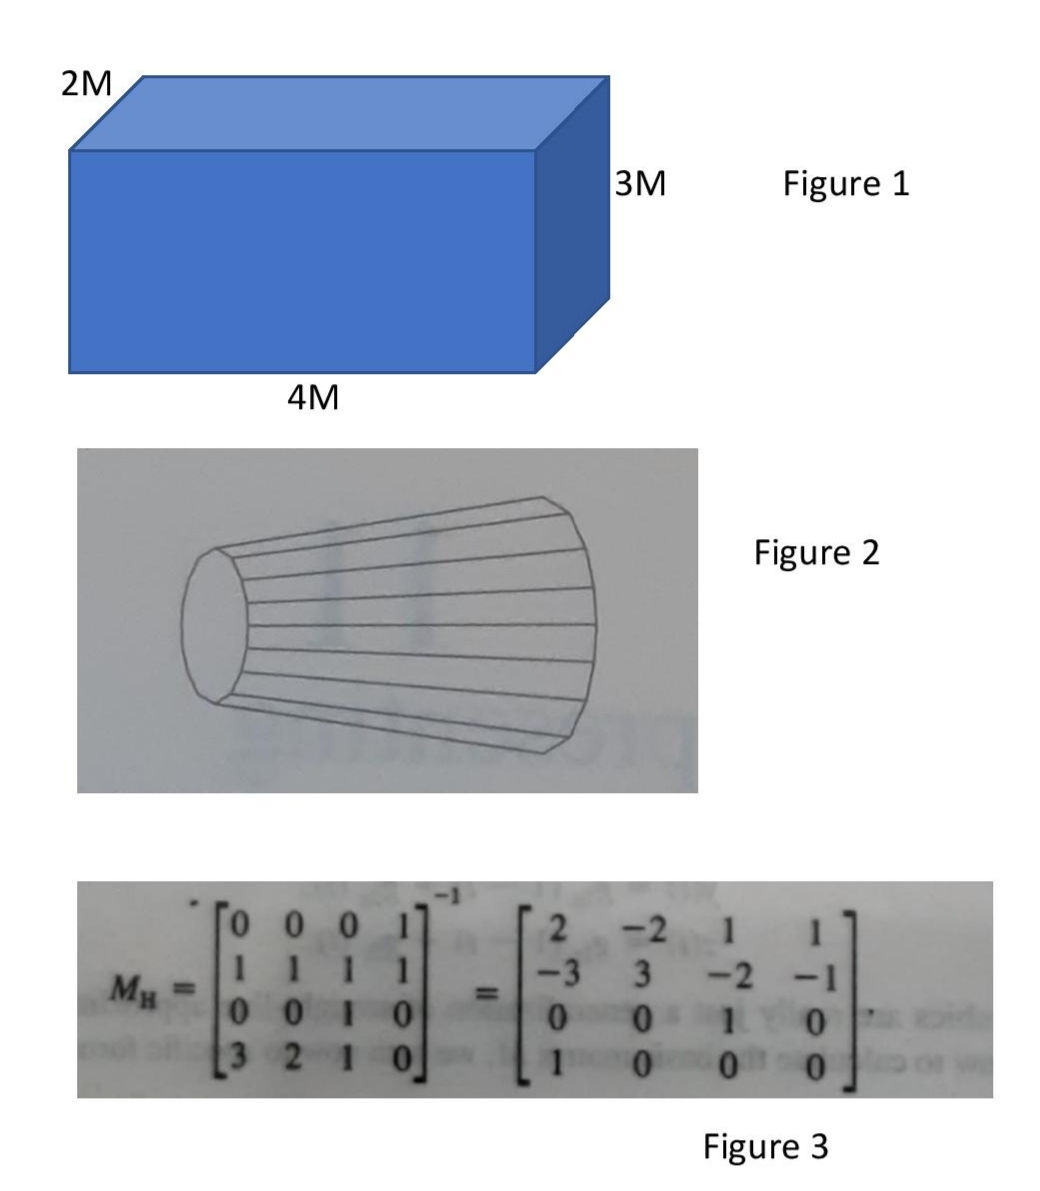 2M
3M
Figure 1
4M
Figure 2
M_H = [0 0 0 1]^-1 = [2 -2 1 1]
[1 1 1 1] [-3 3 -2 -1]
[0 0 1 0] [0 0 1 0] .
[3 2 1 0] [1 0 0 0]
Figure 3